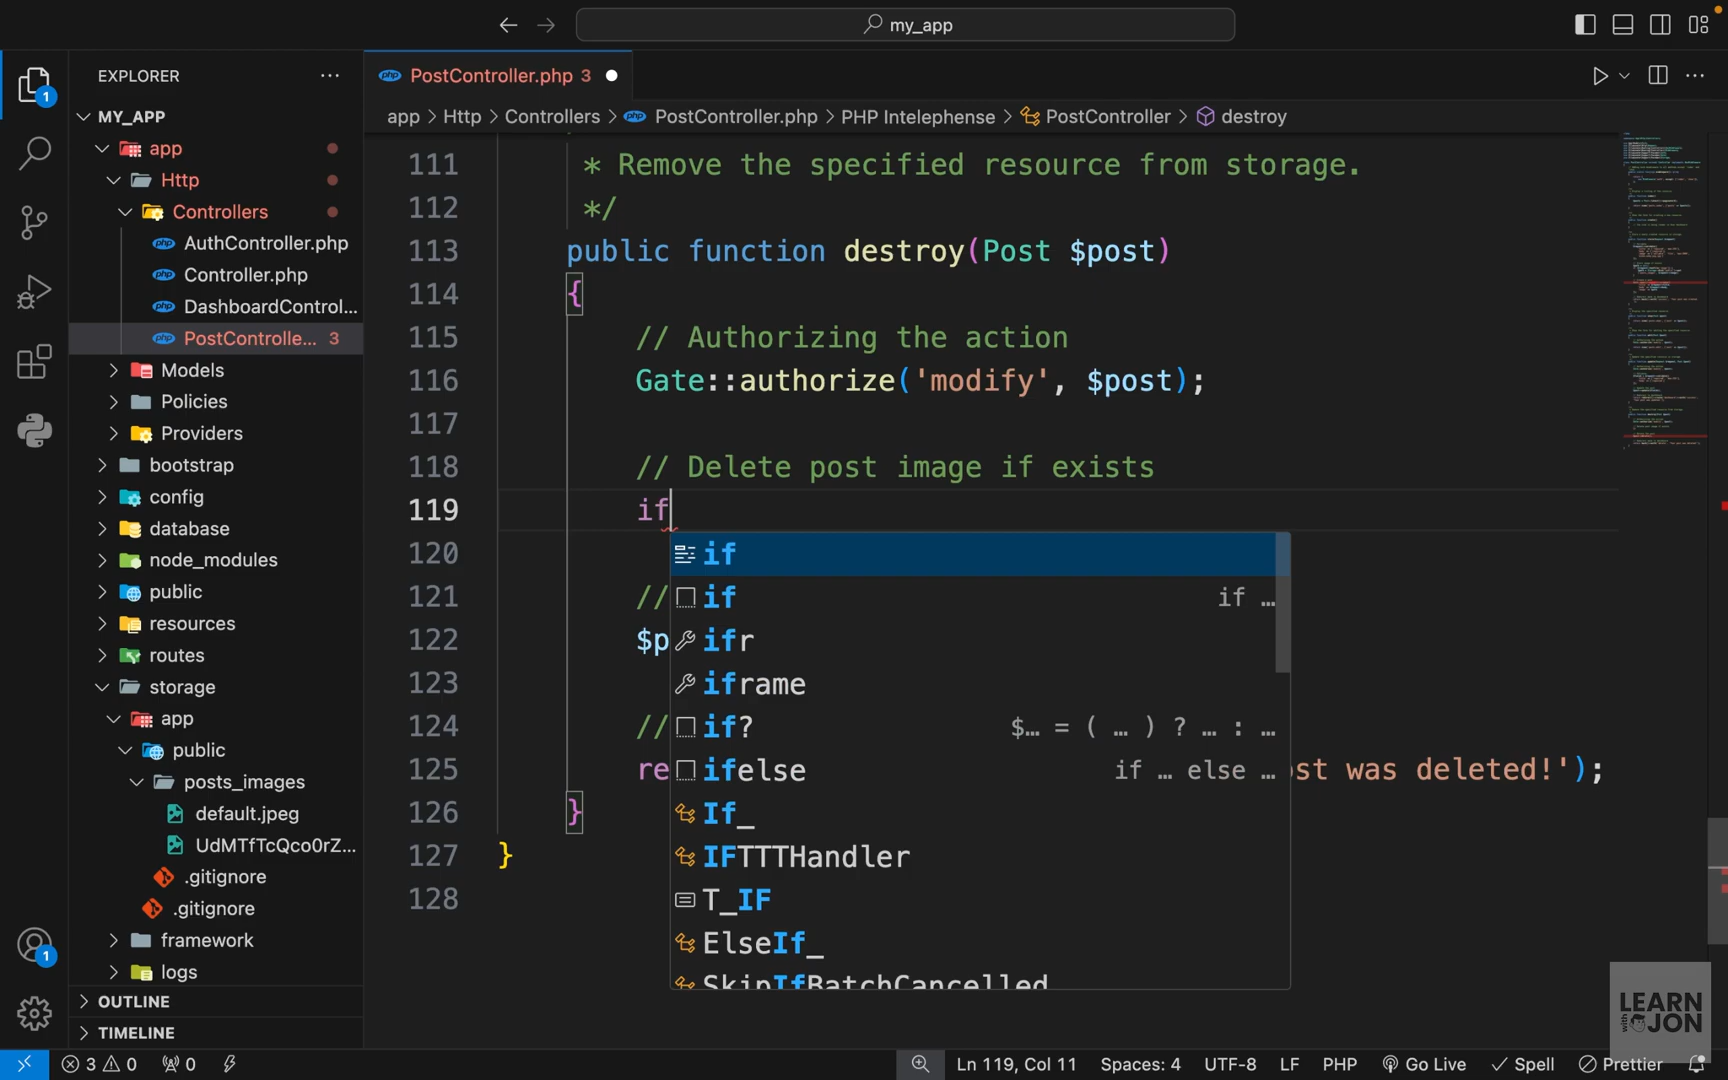 my_app
EXPLORER
MY_APP
app
Http
Controllers
AuthController.php
Controller.php
DashboardControl...
PostControlle... 3
Models
Policies
Providers
bootstrap
config
database
node_modules
public
resources
routes
storage
app
public
posts_images
default.jpeg
UdMTfTcQco0rZ...
.gitignore
.gitignore
framework
logs
OUTLINE
TIMELINE
1
1
PostController.php 3
app > Http > Controllers > PostController.php > PHP Intelephense > PostController > destroy
111 * Remove the specified resource from storage.
112 */
113 public function destroy(Post $post)
114 {
115 // Authorizing the action
116 Gate::authorize('modify', $post);
117
118 // Delete post image if exists
119 if
120 if
121 // if if ...
122 $p ifr
123 iframe
124 // if? $... = ( ... ) ? ... : ...
125 re ifelse if ... else ... st was deleted!');
126 } If_
127 } IFTTTHandler
128 T_IF
ElseIf_
SkipIfBatchCancelled
LEARN
with JON
3 0 0 Ln 119, Col 11 Spaces: 4 UTF-8 LF PHP Go Live Spell Prettier